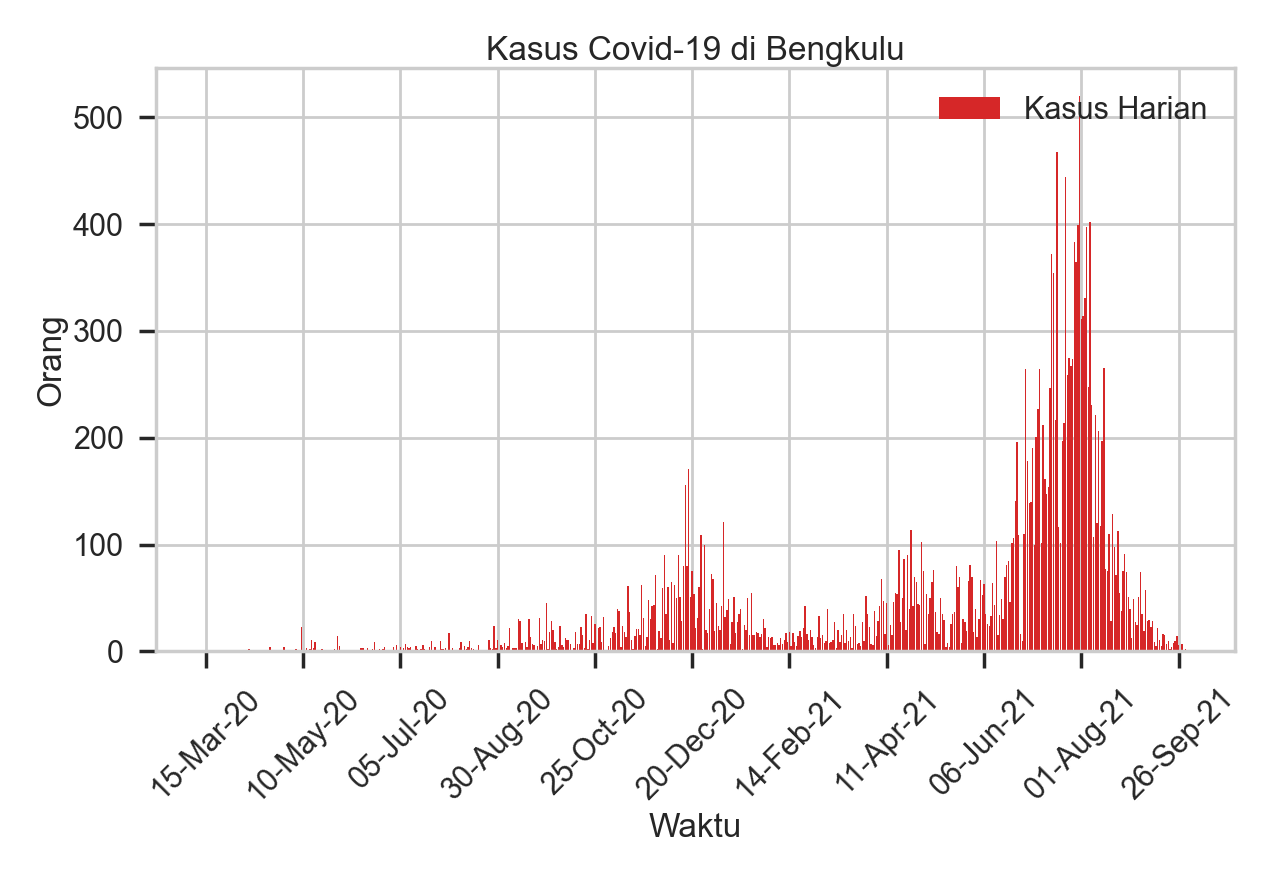 Kasus Covid-19 di Bengkulu
Kasus Harian
Orang
500
400
300
200
100
0
15-Mar-20
10-May-20
05-Jul-20
30-Aug-20
25-Oct-20
20-Dec-20
14-Feb-21
11-Apr-21
06-Jun-21
01-Aug-21
26-Sep-21
Waktu